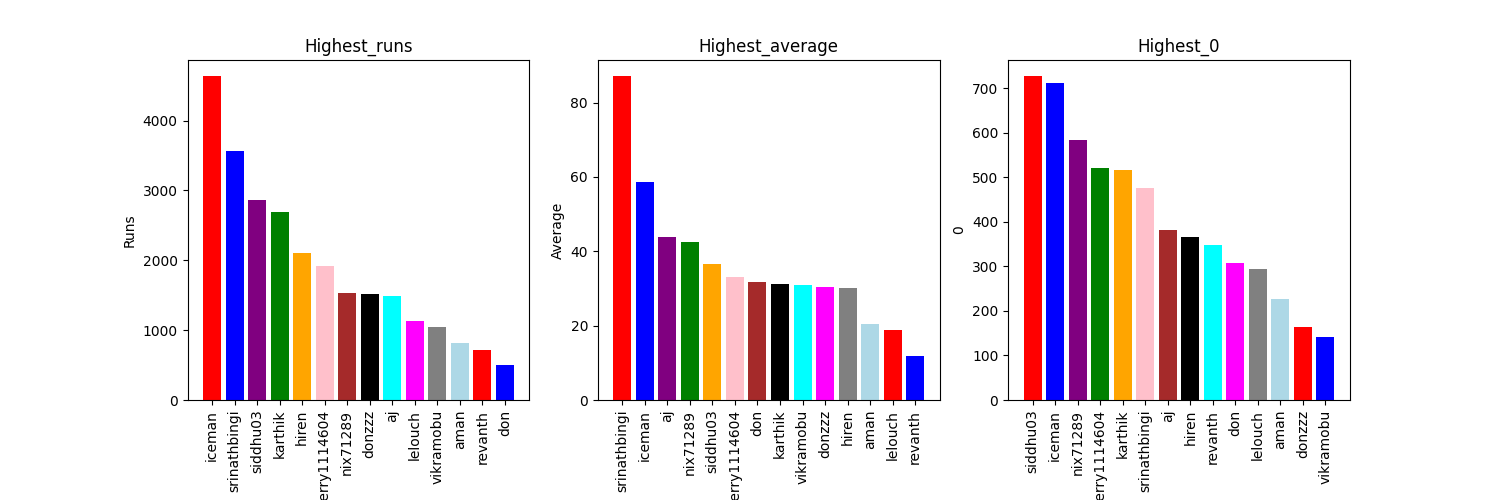 Highest_runs
Runs
4000
3000
2000
1000
0
iceman
srinathbingi
siddhu03
karthik
hiren
erry1114604
nix71289
donzzz
aj
lelouch
vikramobu
aman
revanth
don
Highest_average
Average
80
60
40
20
0
srinathbingi
iceman
aj
nix71289
siddhu03
erry1114604
don
karthik
vikramobu
donzzz
hiren
aman
lelouch
revanth
Highest_0
0
700
600
500
400
300
200
100
0
siddhu03
iceman
nix71289
erry1114604
karthik
srinathbingi
aj
hiren
revanth
don
lelouch
aman
donzzz
vikramobu